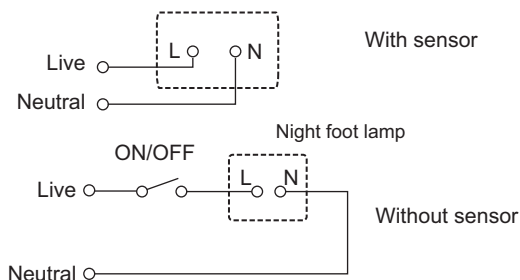 L N With sensor
Live
Neutral
Night foot lamp
ON/OFF
Live L N
Without sensor
Neutral